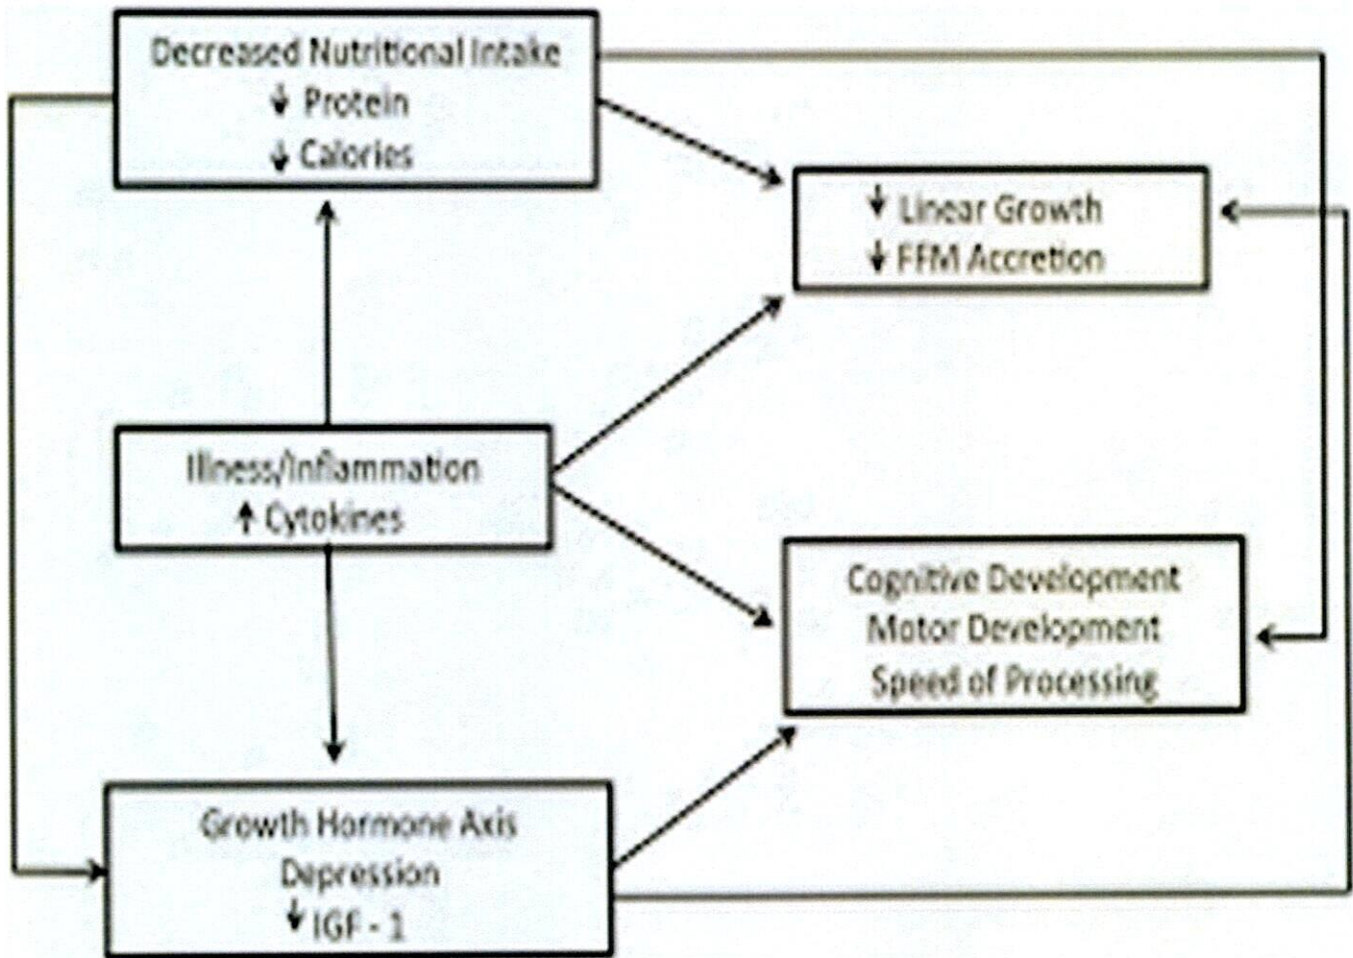 Decreased Nutritional Intake
↓ Protein
↓ Calories
↓ Linear Growth
↓ FFM Accretion
Illness/Inflammation
↑ Cytokines
Cognitive Development
Motor Development
Speed of Processing
Growth Hormone Axis
Depression
↓ IGF - 1